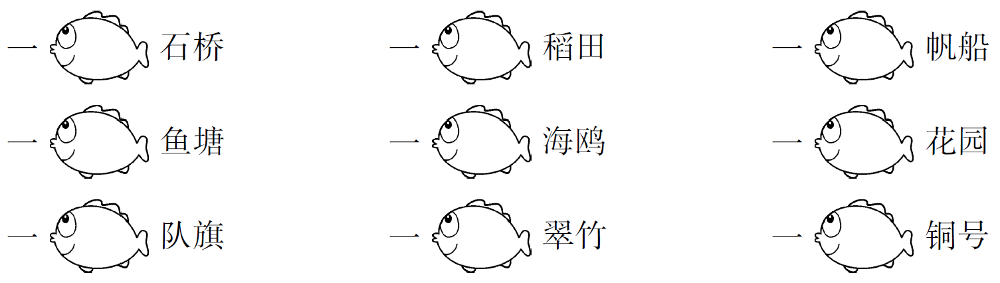 一 石桥 一 稻田 一 帆船
一 鱼塘 一 海鸥 一 花园
一 队旗 一 翠竹 一 铜号